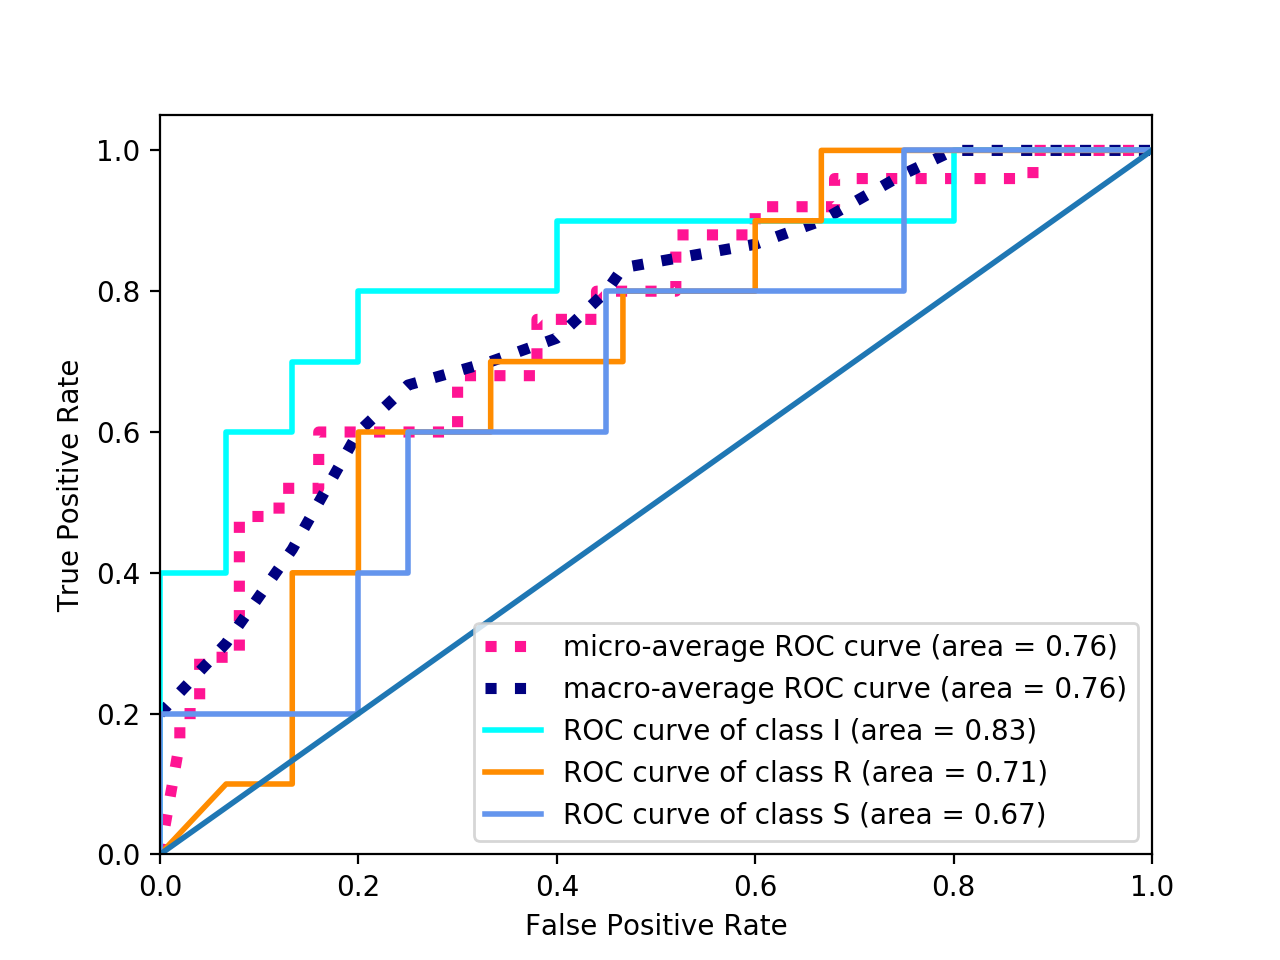 1.0
0.8
0.6
0.4
0.2
0.0
True Positive Rate
micro-average ROC curve (area = 0.76)
macro-average ROC curve (area = 0.76)
ROC curve of class I (area = 0.83)
ROC curve of class R (area = 0.71)
ROC curve of class S (area = 0.67)
0.0 0.2 0.4 0.6 0.8 1.0
False Positive Rate